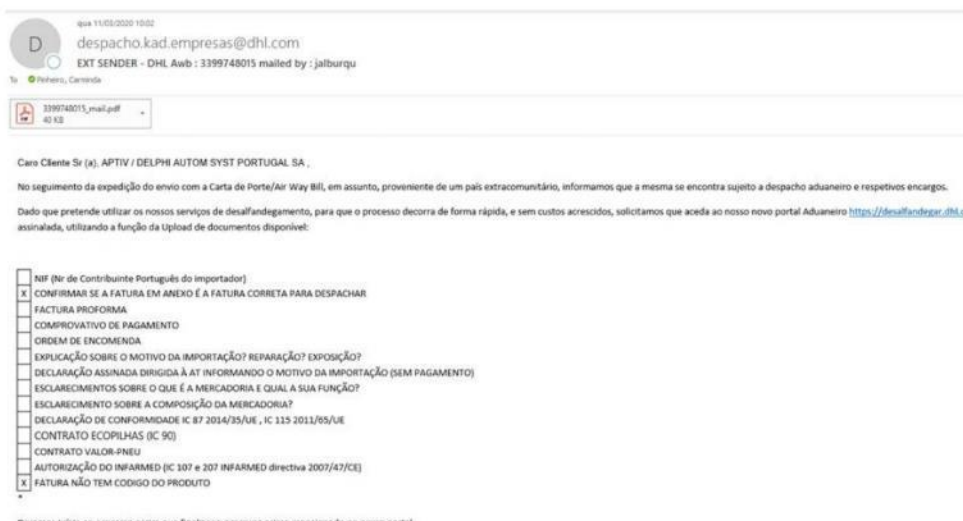 qua 11/03/2020 10:02
D
despacho.kad.empresas@dhl.com
EXT SENDER - DHL Awb : 3399748015 mailed by : jalburqu
To Pinheiro, Carminda
3399748015_mail.pdf
40 KB
Caro Cliente Sr (a), APTIV / DELPHI AUTOM SYST PORTUGAL SA ,
No seguimento da expedição do envio com a Carta de Porte/Air Way Bill, em assunto, proveniente de um país extracomunitário, informamos que a mesma se encontra sujeito a despacho aduaneiro e respetivos encargos.
Dado que pretende utilizar os nossos serviços de desalfandegamento, para que o processo decorra de forma rápida, e sem custos acrescidos, solicitamos que aceda ao nosso novo portal Aduaneiro https://desalfandegar.dhl.
assinalada, utilizando a função da Upload de documentos disponível:
NIF (Nr de Contribuinte Português do importador)
X CONFIRMAR SE A FATURA EM ANEXO É A FATURA CORRETA PARA DESPACHAR
FACTURA PROFORMA
COMPROVATIVO DE PAGAMENTO
ORDEM DE ENCOMENDA
EXPLICAÇÃO SOBRE O MOTIVO DA IMPORTAÇÃO? REPARAÇÃO? EXPOSIÇÃO?
DECLARAÇÃO ASSINADA DIRIGIDA À AT INFORMANDO O MOTIVO DA IMPORTAÇÃO (SEM PAGAMENTO)
ESCLARECIMENTOS SOBRE O QUE É A MERCADORIA E QUAL A SUA FUNÇÃO?
ESCLARECIMENTO SOBRE A COMPOSIÇÃO DA MERCADORIA?
DECLARAÇÃO DE CONFORMIDADE IC 87 2014/35/UE , IC 115 2011/65/UE
CONTRATO ECOPILHAS (IC 90)
CONTRATO VALOR-PNEU
AUTORIZAÇÃO DO INFARMED (IC 107 e 207 INFARMED directiva 2007/47/CE)
X FATURA NÃO TEM CODIGO DO PRODUTO
*